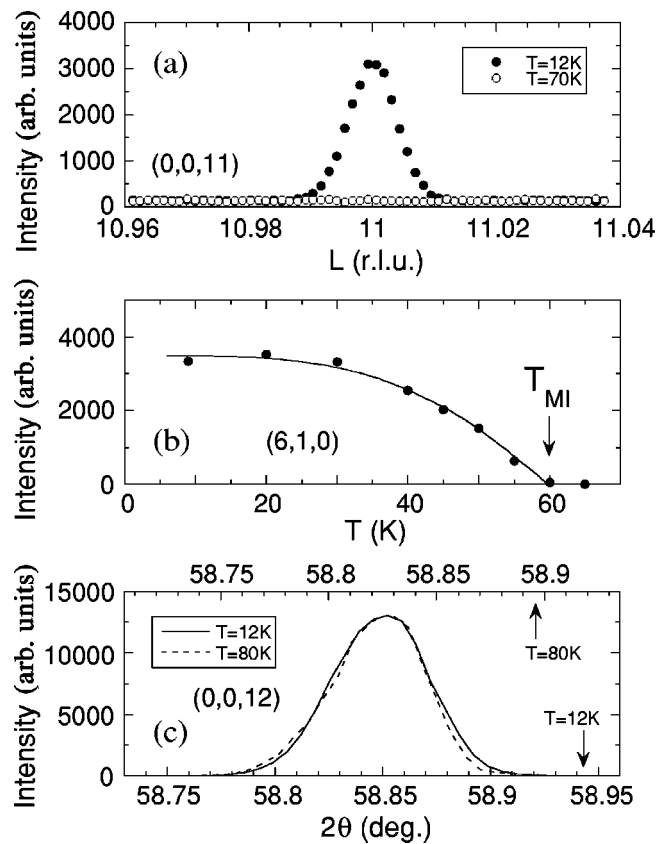 4000
3000
2000
1000
0
Intensity (arb. units)
(a)
T=12K
T=70K
(0,0,11)
10.96 10.98 11 11.02 11.04
L (r.l.u.)
6000
4000
2000
0
Intensity (arb. units)
T_MI
(b)
(6,1,0)
0 20 40 60
T (K)
58.75 58.8 58.85 58.9
15000
10000
5000
0
Intensity (arb. units)
T=12K
T=80K
T=80K
(0,0,12)
T=12K
(c)
58.75 58.8 58.85 58.9 58.95
2θ (deg.)